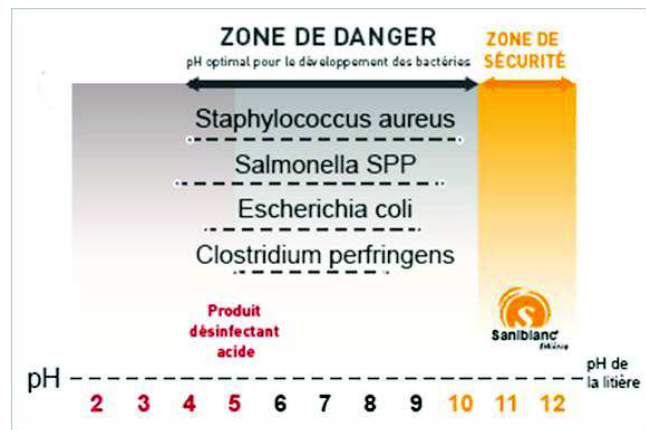 ZONE DE DANGER
pH optimal pour le développement des bactéries
ZONE DE
SÉCURITÉ
Staphylococcus aureus
Salmonella SPP
Escherichia coli
Clostridium perfringens
Produit
désinfectant
acide
S
Saniblanc
pH
pH de
la litière
2 3 4 5 6 7 8 9 10 11 12